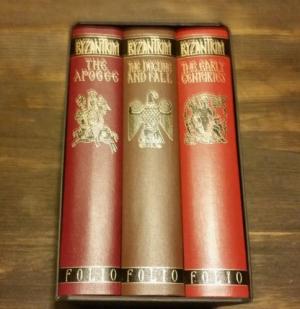 BYZANTIUM
THE
APOGEE
FOLIO
BYZANTIUM
THE DECLINE
AND FALL
FOLIO
BYZANTIUM
THE EARLY
CENTURIES
FOLIO